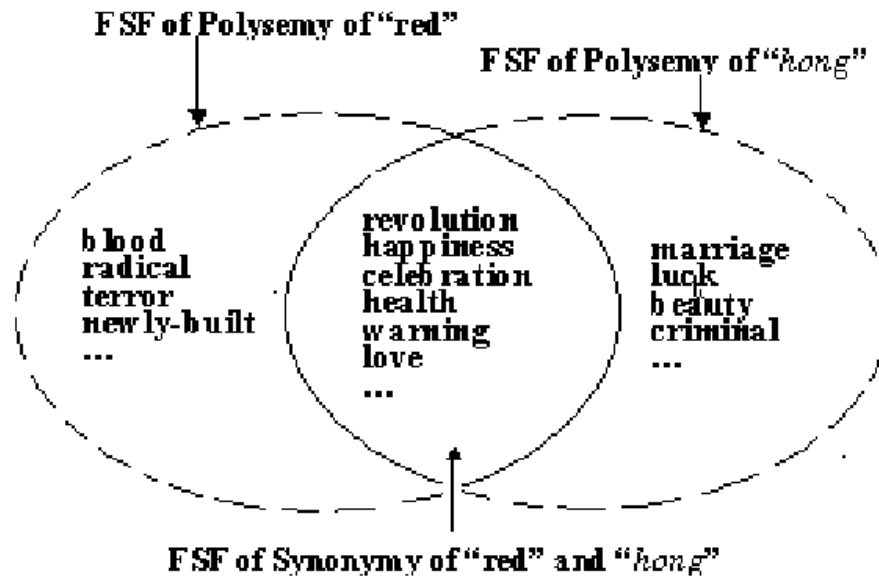 FSF of Polysemy of “red”
FSF of Polysemy of “hong”
blood
radical
terror
newly-built
...
revolution
happiness
celebration
health
warning
love
...
marriage
luck
beauty
criminal
...
FSF of Synonymy of “red” and “hong”